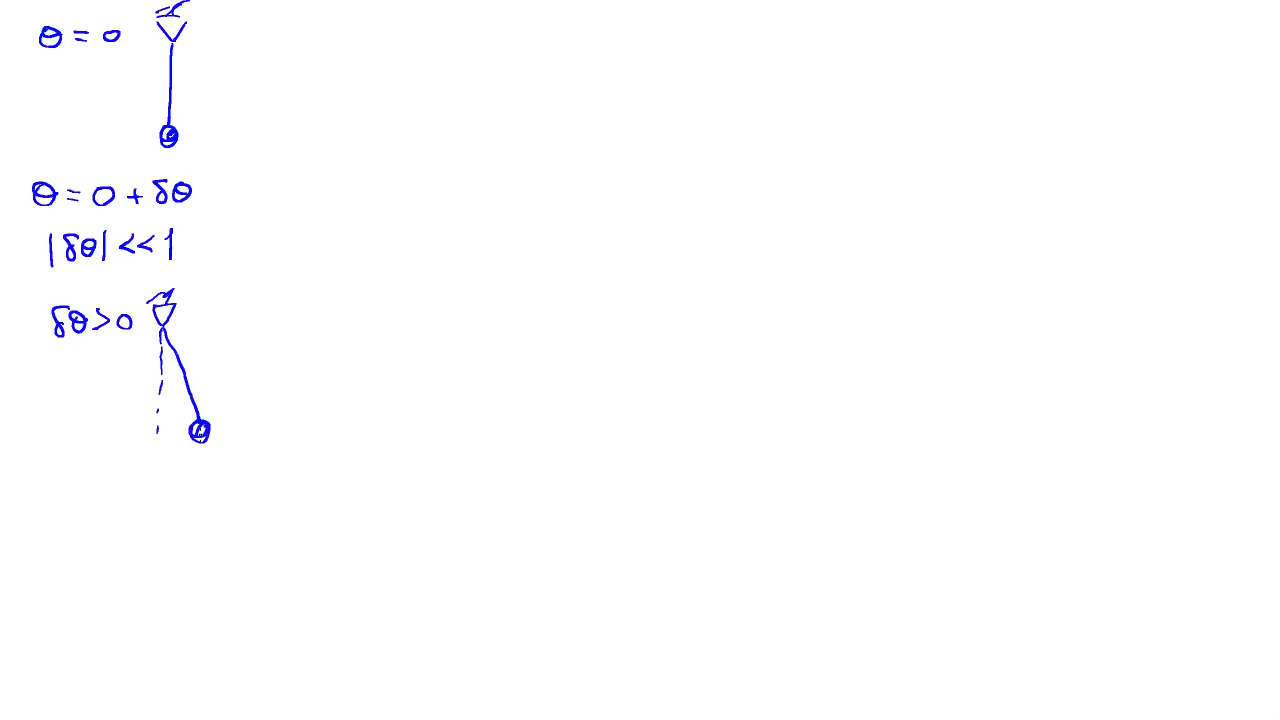 θ = 0
θ = 0 + δθ
|δθ| << 1
δθ > 0